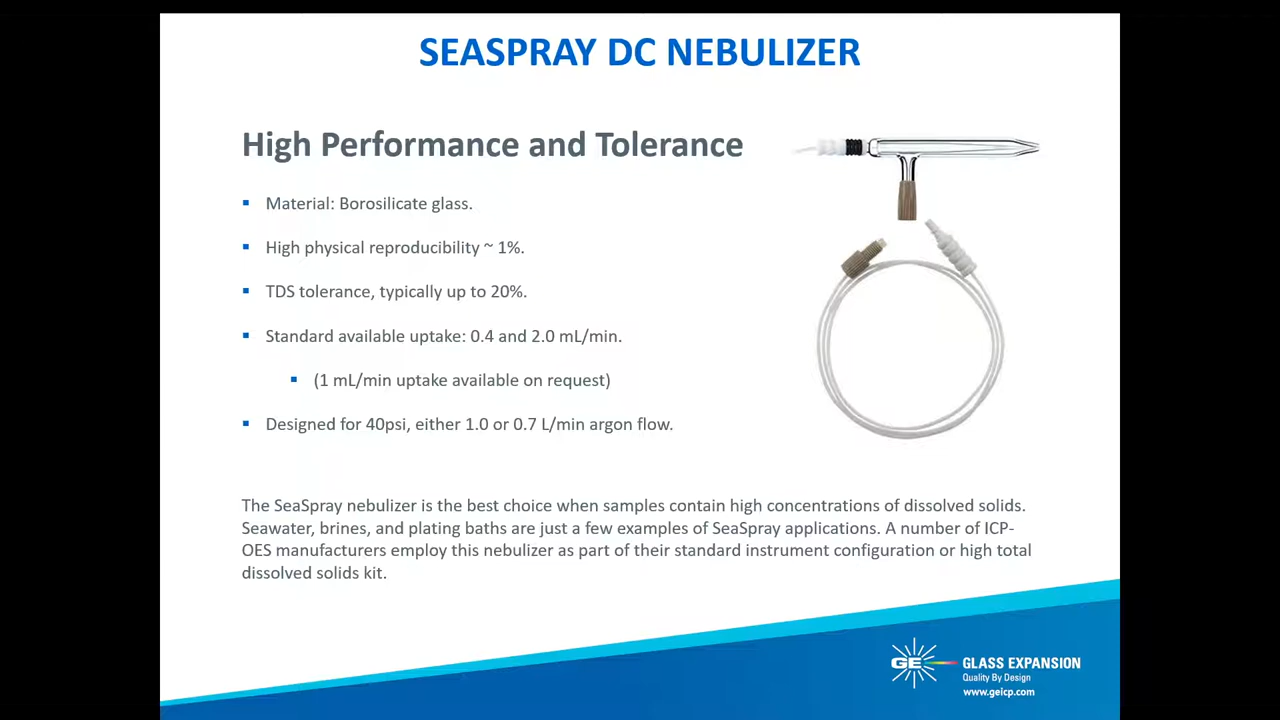 SEASPRAY DC NEBULIZER
High Performance and Tolerance
▪ Material: Borosilicate glass.
▪ High physical reproducibility ~ 1%.
▪ TDS tolerance, typically up to 20%.
▪ Standard available uptake: 0.4 and 2.0 mL/min.
▪ (1 mL/min uptake available on request)
▪ Designed for 40psi, either 1.0 or 0.7 L/min argon flow.
The SeaSpray nebulizer is the best choice when samples contain high concentrations of dissolved solids.
Seawater, brines, and plating baths are just a few examples of SeaSpray applications. A number of ICP-
OES manufacturers employ this nebulizer as part of their standard instrument configuration or high total
dissolved solids kit.
GE
GLASS EXPANSION
Quality By Design
www.geicp.com